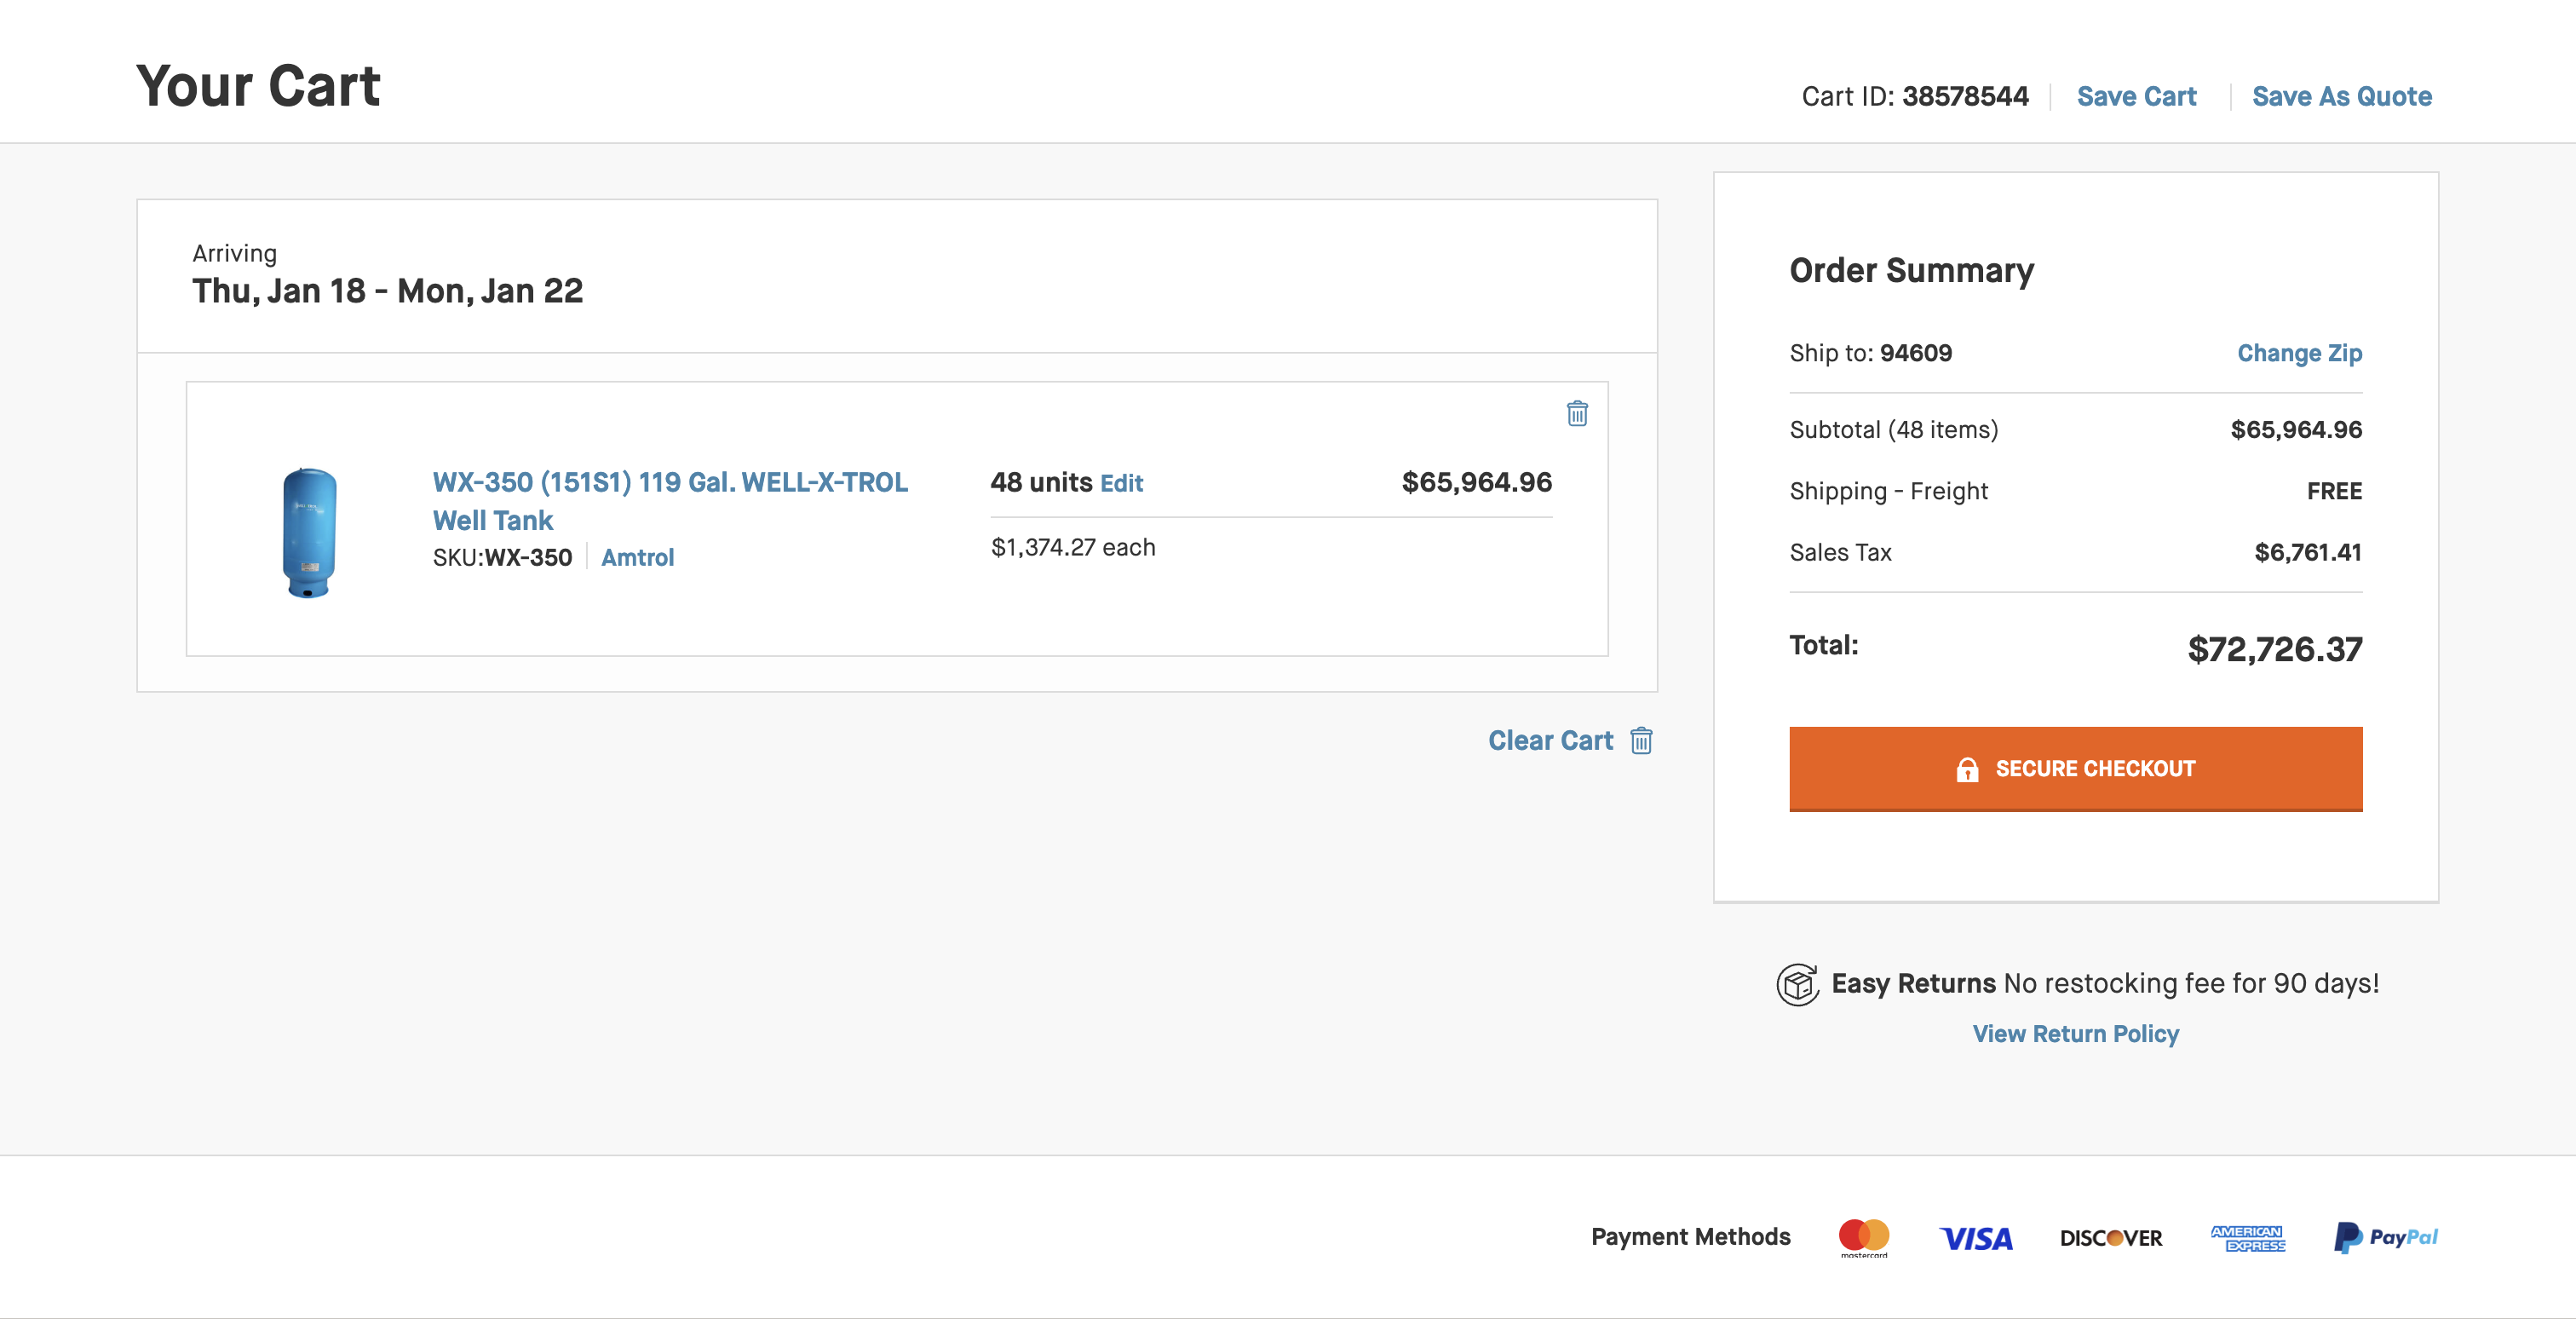 Your Cart
Cart ID: 38578544
Save Cart
Save As Quote
Arriving
Thu, Jan 18 - Mon, Jan 22
WX-350 (151S1) 119 Gal. WELL-X-TROL
Well Tank
SKU:WX-350
Amtrol
48 units Edit
$65,964.96
$1,374.27 each
Clear Cart
Order Summary
Ship to: 94609
Change Zip
Subtotal (48 items)
$65,964.96
Shipping - Freight
FREE
Sales Tax
$6,761.41
Total:
$72,726.37
SECURE CHECKOUT
Easy Returns No restocking fee for 90 days!
View Return Policy
Payment Methods
mastercard
VISA
DISCOVER
AMERICAN
EXPRESS
PayPal